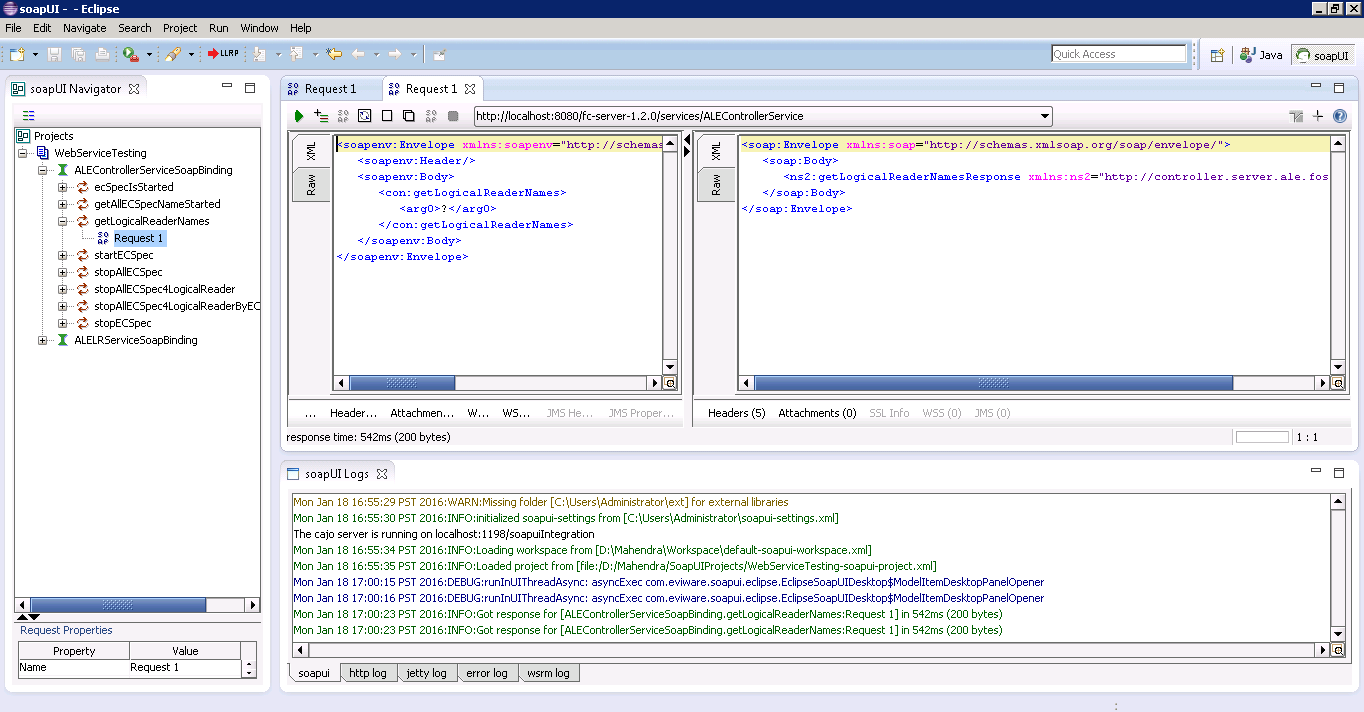 soapUI - - Eclipse
File Edit Navigate Search Project Run Window Help
LLRP
Quick Access
Java
soapUI
soapUI Navigator
Projects
WebServiceTesting
ALEControllerServiceSoapBinding
ecSpecIsStarted
getAllECSpecNameStarted
getLogicalReaderNames
Request 1
startECSpec
stopAllECSpec
stopAllECSpec4LogicalReader
stopAllECSpec4LogicalReaderByEC
stopECSpec
ALELRServiceSoapBinding
Request Properties
Property Value
Name Request 1
Request 1
Request 1
http://localhost:8080/fc-server-1.2.0/services/ALEControllerService
XML
Raw
<soapenv:Envelope xmlns:soapenv="http://schemas
<soapenv:Header/>
<soapenv:Body>
<con:getLogicalReaderNames>
<arg0>?</arg0>
</con:getLogicalReaderNames>
</soapenv:Body>
</soapenv:Envelope>
... Header... Attachmen... W... WS... JMS He... JMS Proper...
XML
Raw
<soap:Envelope xmlns:soap="http://schemas.xmlsoap.org/soap/envelope/">
<soap:Body>
<ns2:getLogicalReaderNamesResponse xmlns:ns2="http://controller.server.ale.fos
</soap:Body>
</soap:Envelope>
Headers (5) Attachments (0) SSL Info WSS (0) JMS (0)
response time: 542ms (200 bytes)
1 : 1
soapUI Logs
Mon Jan 18 16:55:29 PST 2016:WARN:Missing folder [C:\Users\Administrator\ext] for external libraries
Mon Jan 18 16:55:30 PST 2016:INFO:initialized soapui-settings from [C:\Users\Administrator\soapui-settings.xml]
The cajo server is running on localhost:1198/soapuiIntegration
Mon Jan 18 16:55:34 PST 2016:INFO:Loading workspace from [D:\Mahendra\Workspace\default-soapui-workspace.xml]
Mon Jan 18 16:55:35 PST 2016:INFO:Loaded project from [file:/D:/Mahendra/SoapUIProjects/WebServiceTesting-soapui-project.xml]
Mon Jan 18 17:00:15 PST 2016:DEBUG:runInUIThreadAsync: asyncExec com.eviware.soapui.eclipse.EclipseSoapUIDesktop$ModelItemDesktopPanelOpener
Mon Jan 18 17:00:16 PST 2016:DEBUG:runInUIThreadAsync: asyncExec com.eviware.soapui.eclipse.EclipseSoapUIDesktop$ModelItemDesktopPanelOpener
Mon Jan 18 17:00:23 PST 2016:INFO:Got response for [ALEControllerServiceSoapBinding.getLogicalReaderNames:Request 1] in 542ms (200 bytes)
Mon Jan 18 17:00:23 PST 2016:INFO:Got response for [ALEControllerServiceSoapBinding.getLogicalReaderNames:Request 1] in 542ms (200 bytes)
soapui http log jetty log error log wsrm log